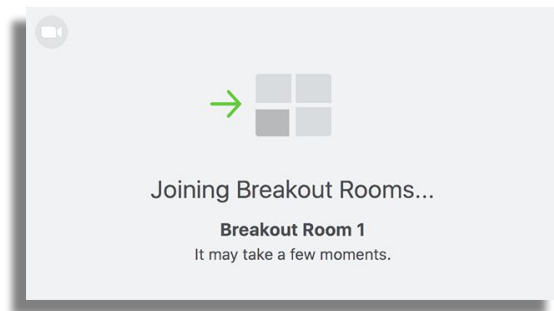 Joining Breakout Rooms...
Breakout Room 1
It may take a few moments.